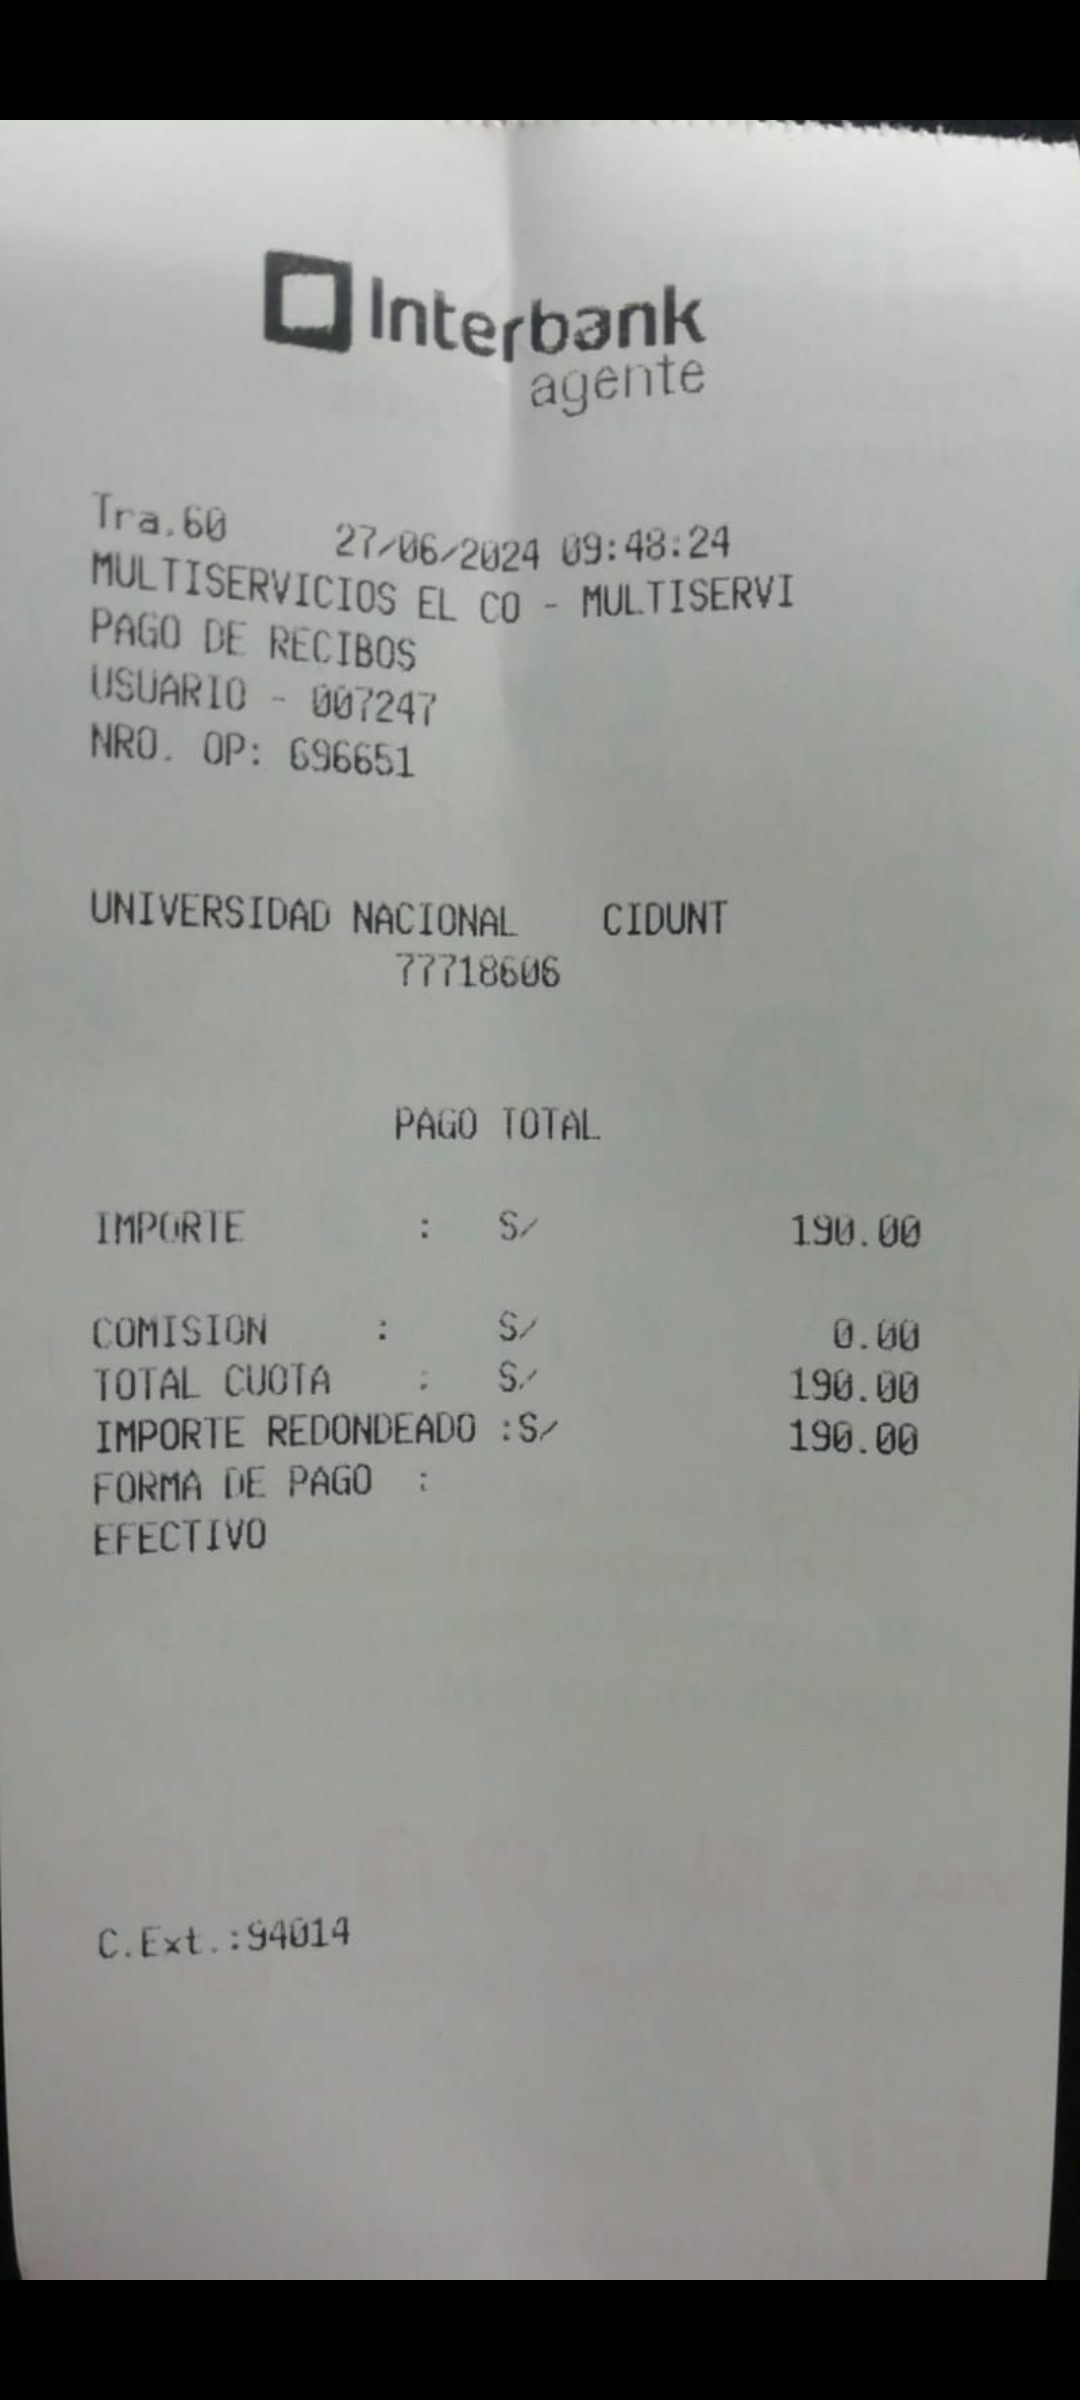 Interbank
agente
Tra.60 27/06/2024 09:48:24
MULTISERVICIOS EL CO - MULTISERVI
PAGO DE RECIBOS
USUARIO - 007247
NRO. OP: 696651
UNIVERSIDAD NACIONAL CIDUNT
77718606
PAGO TOTAL
IMPORTE : S/ 190.00
COMISION : S/ 0.00
TOTAL CUOTA : S/ 190.00
IMPORTE REDONDEADO :S/ 190.00
FORMA DE PAGO :
EFECTIVO
C.Ext.:94014